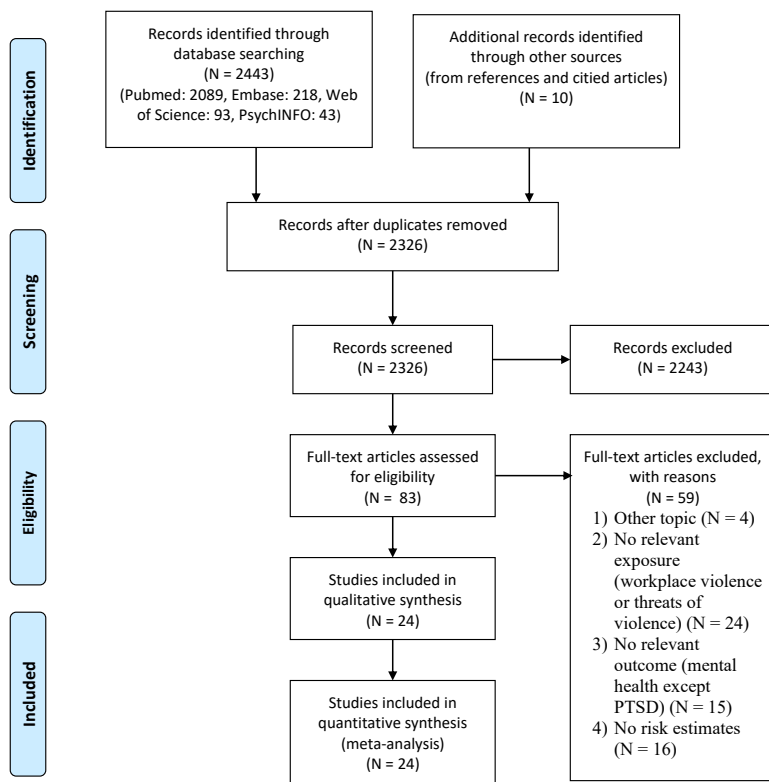 Identification
Records identified through
database searching
(N = 2443)
(Pubmed: 2089, Embase: 218, Web
of Science: 93, PsychINFO: 43)
Additional records identified
through other sources
(from references and citied articles)
(N = 10)
Records after duplicates removed
(N = 2326)
Screening
Records screened
(N = 2326)
Records excluded
(N = 2243)
Eligibility
Full-text articles assessed
for eligibility
(N = 83)
Full-text articles excluded,
with reasons
(N = 59)
1) Other topic (N = 4)
2) No relevant
exposure
(workplace violence
or threats of
violence) (N = 24)
3) No relevant
outcome (mental
health except
PTSD) (N = 15)
4) No risk estimates
(N = 16)
Studies included in
qualitative synthesis
(N = 24)
Included
Studies included in
quantitative synthesis
(meta-analysis)
(N = 24)